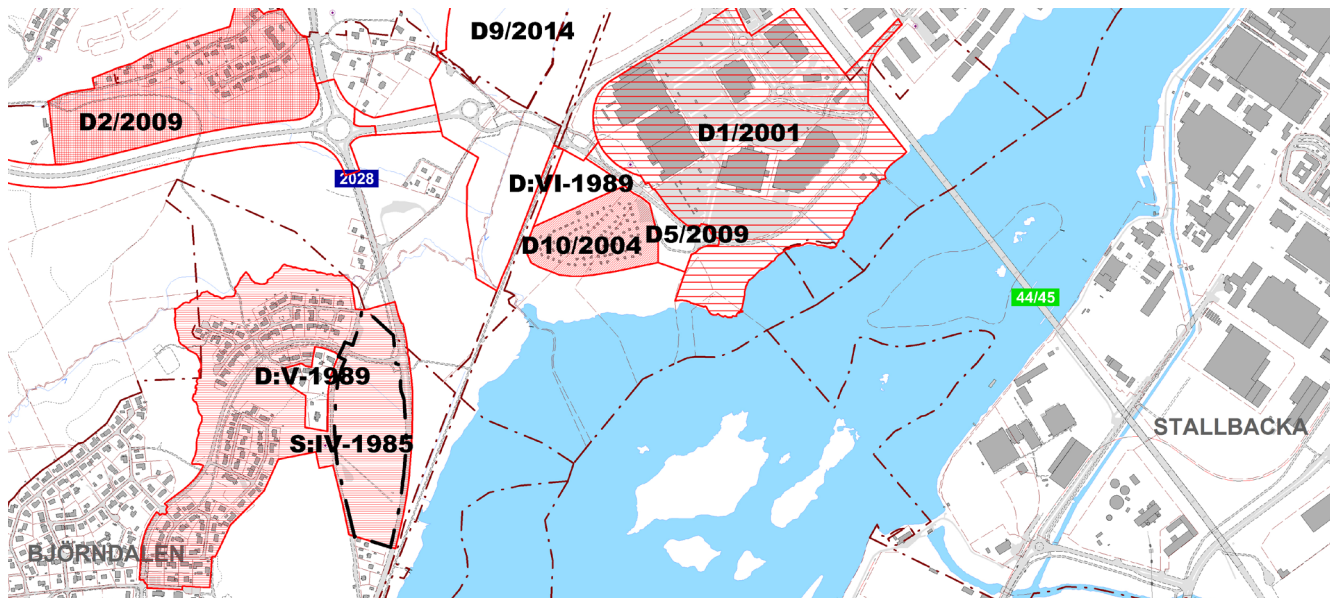 D9/2014
D2/2009
D1/2001
2028
D:VI-1989
D5/2009
D10/2004
44/45
D:V-1989
STALLBACKA
S:IV-1985
BJÖRNDALEN